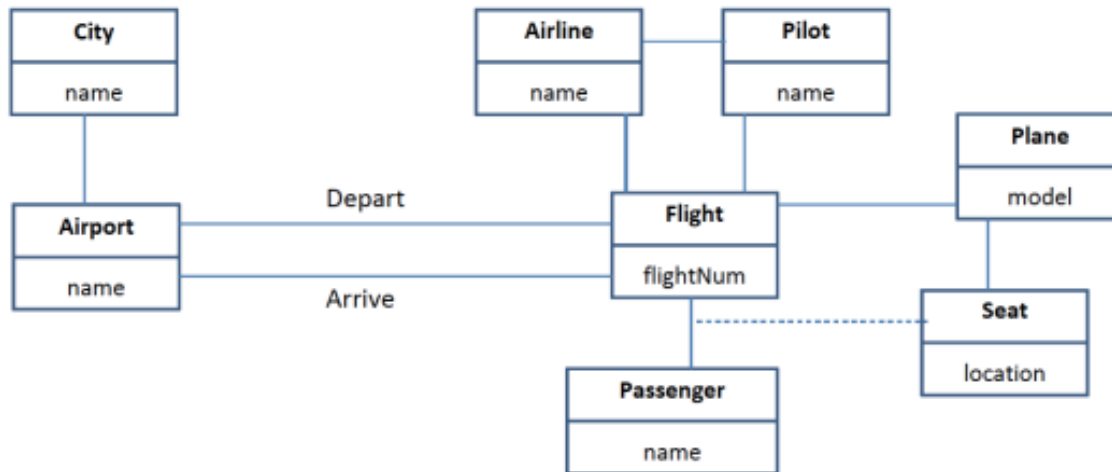 City
name
Airline
name
Pilot
name
Plane
model
Airport
name
Depart
Arrive
Flight
flightNum
Seat
location
Passenger
name